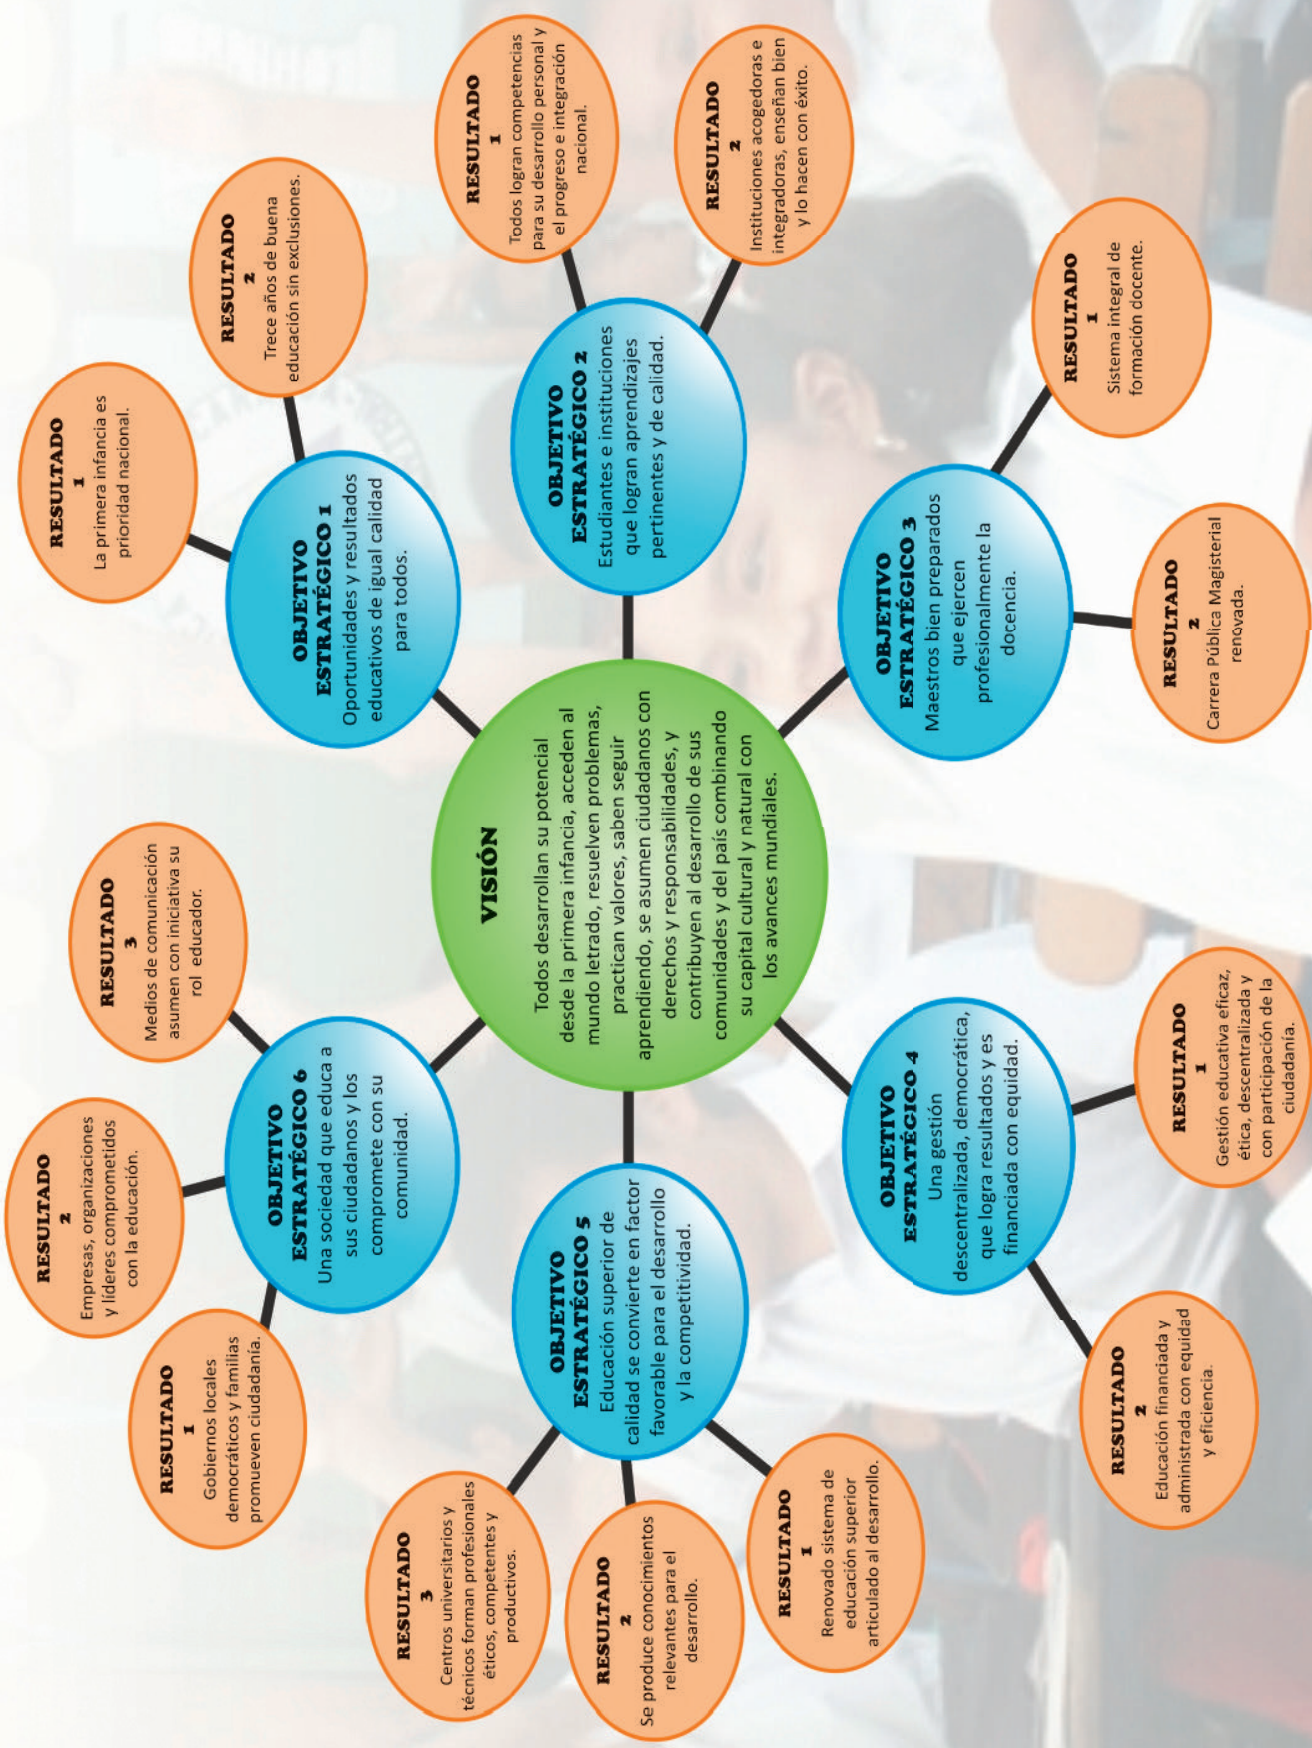 VISIÓN
Todos desarrollan su potencial
desde la primera infancia, acceden al
mundo letrado, resuelven problemas,
practican valores, saben seguir
aprendiendo, se asumen ciudadanos con
derechos y responsabilidades, y
contribuyen al desarrollo de sus
comunidades y del país combinando
su capital cultural y natural con
los avances mundiales.
OBJETIVO
ESTRATÉGICO 1
Oportunidades y resultados
educativos de igual calidad
para todos.
RESULTADO
1
La primera infancia es
prioridad nacional.
RESULTADO
2
Trece años de buena
educación sin exclusiones.
OBJETIVO
ESTRATÉGICO 2
Estudiantes e instituciones
que logran aprendizajes
pertinentes y de calidad.
RESULTADO
1
Todos logran competencias
para su desarrollo personal y
el progreso e integración
nacional.
RESULTADO
2
Instituciones acogedoras e
integradoras, enseñan bien
y lo hacen con éxito.
OBJETIVO
ESTRATÉGICO 3
Maestros bien preparados
que ejercen
profesionalmente la
docencia.
RESULTADO
1
Sistema integral de
formación docente.
RESULTADO
2
Carrera Pública Magisterial
renovada.
OBJETIVO
ESTRATÉGICO 4
Una gestión
descentralizada, democrática,
que logra resultados y es
financiada con equidad.
RESULTADO
1
Gestión educativa eficaz,
ética, descentralizada y
con participación de la
ciudadanía.
RESULTADO
2
Educación financiada y
administrada con equidad
y eficiencia.
OBJETIVO
ESTRATÉGICO 5
Educación superior de
calidad se convierte en factor
favorable para el desarrollo
y la competitividad.
RESULTADO
1
Renovado sistema de
educación superior
articulado al desarrollo.
RESULTADO
2
Se produce conocimientos
relevantes para el
desarrollo.
RESULTADO
3
Centros universitarios y
técnicos forman profesionales
éticos, competentes y
productivos.
OBJETIVO
ESTRATÉGICO 6
Una sociedad que educa a
sus ciudadanos y los
compromete con su
comunidad.
RESULTADO
1
Gobiernos locales
democráticos y familias
promueven ciudadanía.
RESULTADO
2
Empresas, organizaciones
y líderes comprometidos
con la educación.
RESULTADO
3
Medios de comunicación
asumen con iniciativa su
rol educador.